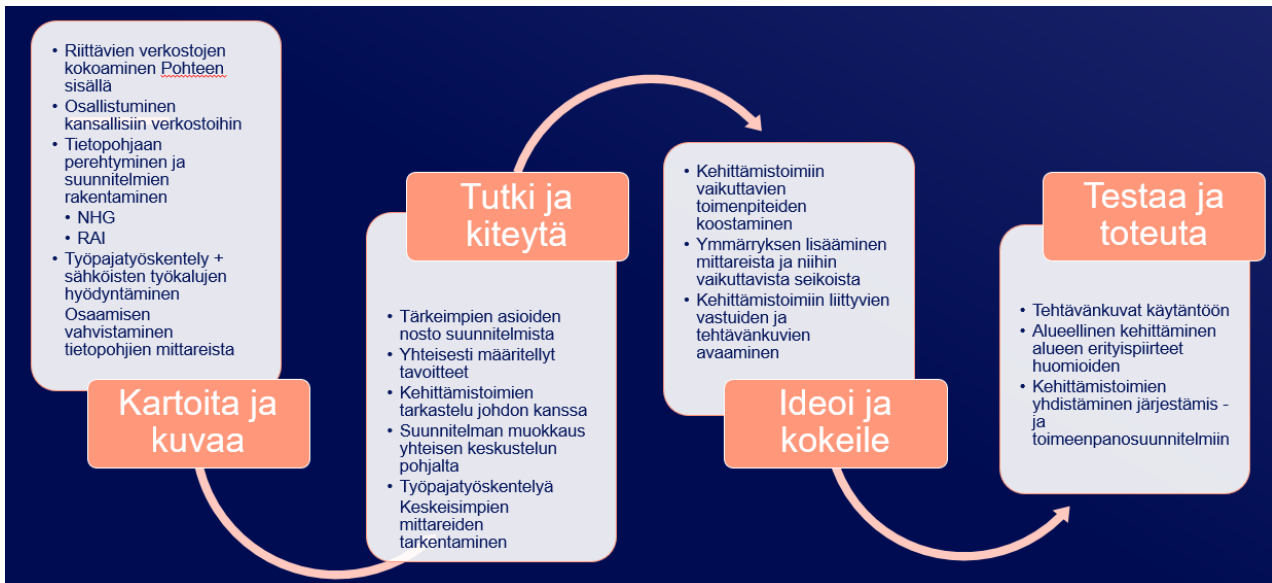 • Riittävien verkostojen
kokoaminen Pohteen
sisällä
• Osallistuminen
kansallisiin verkostoihin
• Tietopohjaan
perehtyminen ja
suunnitelmien
rakentaminen
• NHG
• RAI
• Työpajatyöskentely +
sähköisten työkalujen
hyödyntäminen
Osaamisen
vahvistaminen
tietopohjien mittareista
Kartoita ja
kuvaa
Tutki ja
kiteytä
• Tärkeimpien asioiden
nosto suunnitelmista
• Yhteisesti määritellyt
tavoitteet
• Kehittämistoimien
tarkastelu johdon kanssa
• Suunnitelman muokkaus
yhteisen keskustelun
pohjalta
• Työpajatyöskentelyä
Keskeisimpien
mittareiden
tarkentaminen
• Kehittämistoimiin
vaikuttavien
toimenpiteiden
koostaminen
• Ymmärryksen lisääminen
mittareista ja niihin
vaikuttavista seikoista
• Kehittämistoimiin liittyvien
vastuiden ja
tehtävänkuvien
avaaminen
Ideoi ja
kokeile
Testaa ja
toteuta
• Tehtävänkuvat käytäntöön
• Alueellinen kehittäminen
alueen erityispiirteet
huomioiden
• Kehittämistoimien
yhdistäminen järjestämis -
ja
toimeenpanosuunnitelmiin